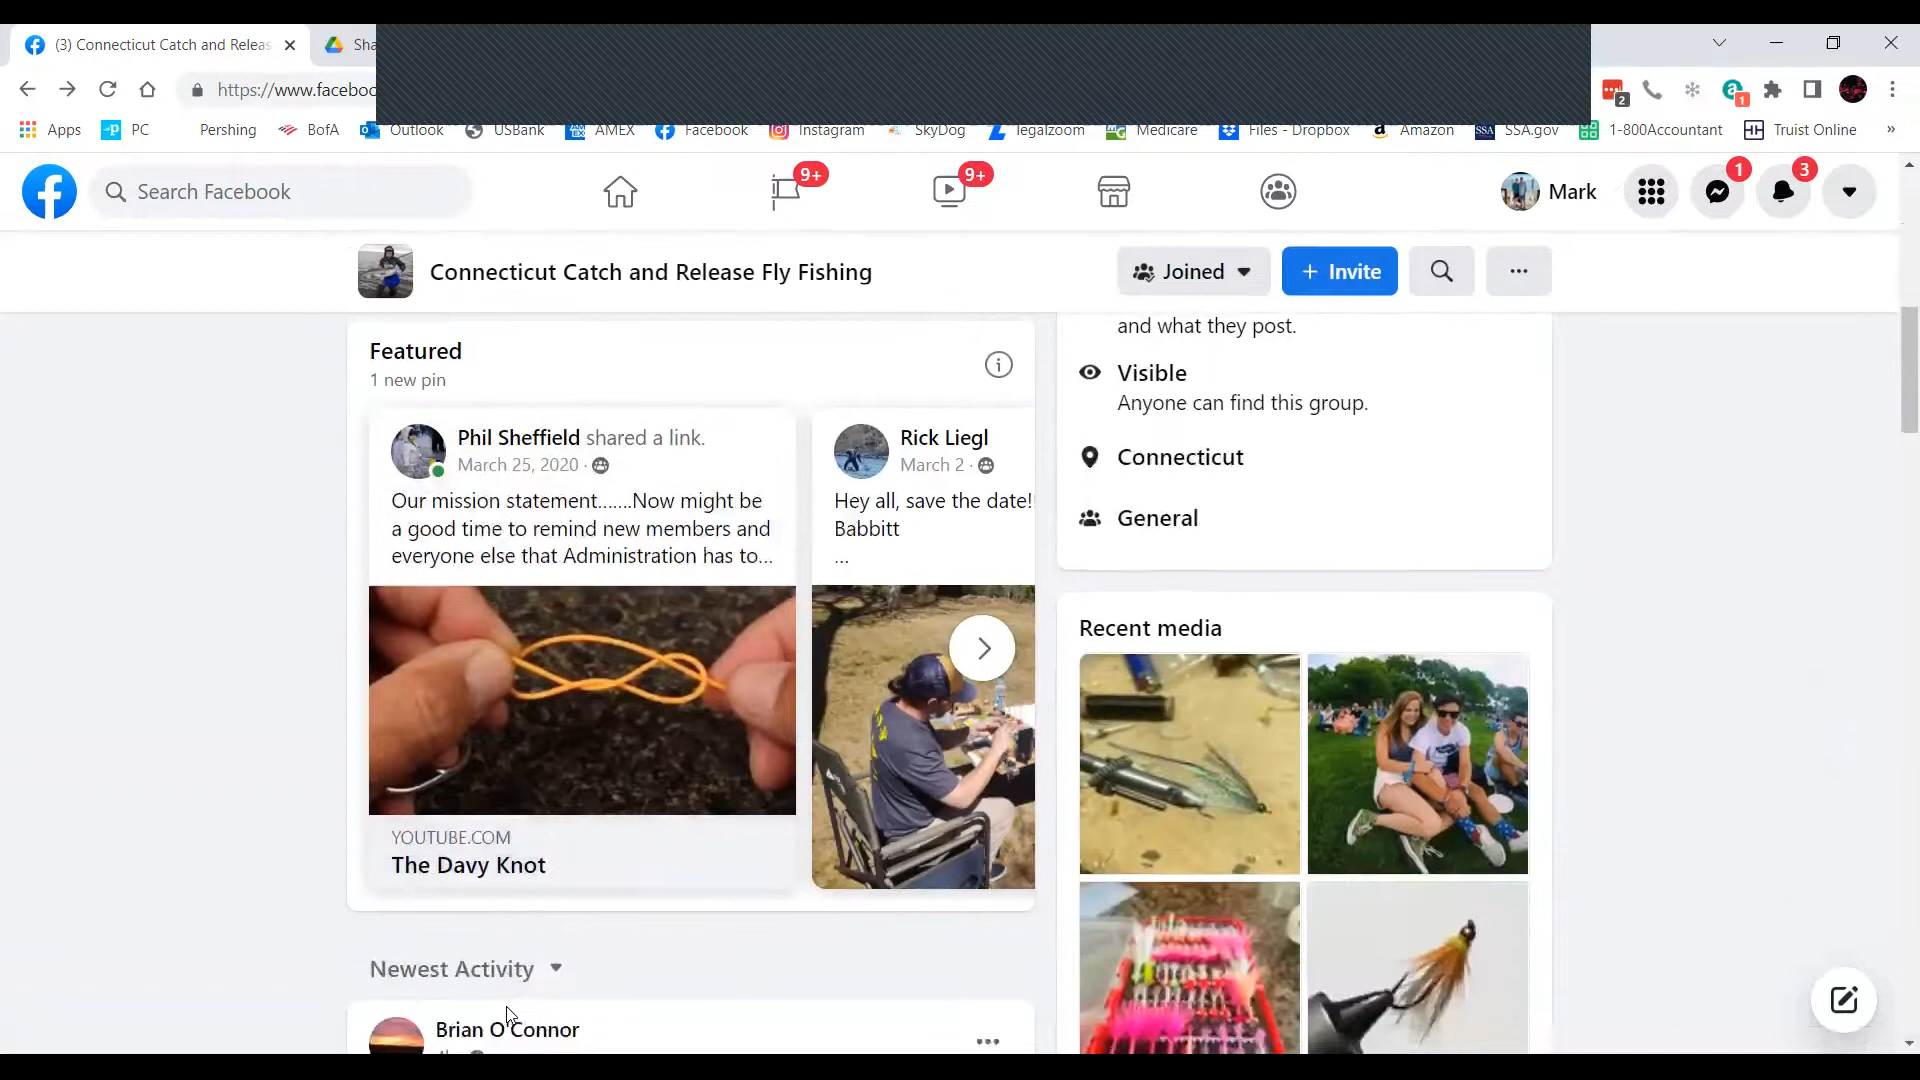 (3) Connecticut Catch and Releas
Sha
https://www.faceboo
2
1
Apps
PC
Pershing
BofA
Outlook
USBank
AMEX
Facebook
Instagram
SkyDog
legalzoom
Medicare
Files - Dropbox
Amazon
SSA.gov
1-800Accountant
Truist Online
»
Search Facebook
9+
9+
Mark
1
3
Connecticut Catch and Release Fly Fishing
Joined
+ Invite
Featured
1 new pin
Phil Sheffield shared a link.
March 25, 2020 ·
Our mission statement.......Now might be
a good time to remind new members and
everyone else that Administration has to...
YOUTUBE.COM
The Davy Knot
Rick Liegl
March 2 ·
Hey all, save the date!!
Babbitt
...
and what they post.
Visible
Anyone can find this group.
Connecticut
General
Recent media
Newest Activity
Brian O'Connor